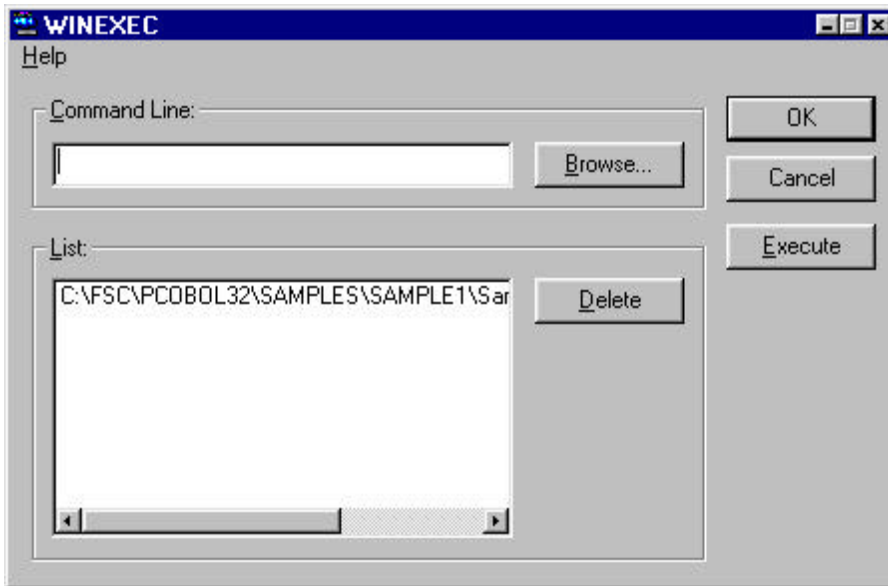 WINEXEC
Help
Command Line:
Browse...
OK
Cancel
Execute
List:
C:\FSC\PCOBOL32\SAMPLES\SAMPLE1\Sar
Delete